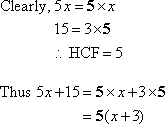 Clearly, 5x = 5 × x
15 = 3 × 5
∴ HCF = 5
Thus 5x + 15 = 5 × x + 3 × 5
= 5(x + 3)